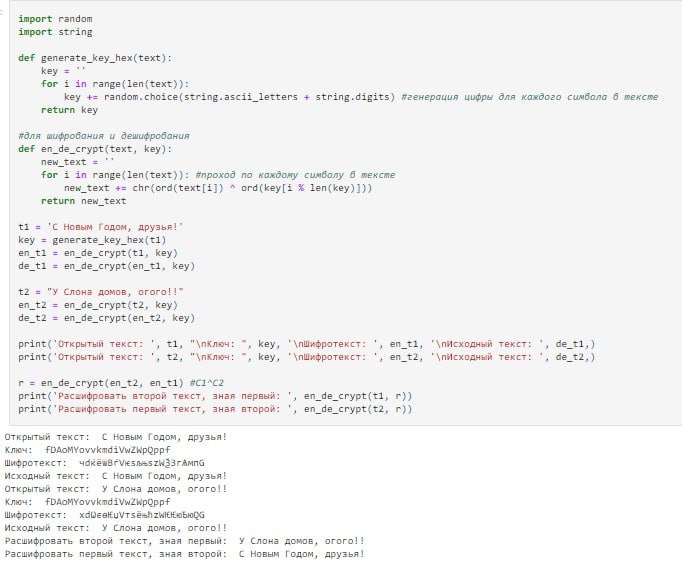 import random
import string
def generate_key_hex(text):
key = ''
for i in range(len(text)):
key += random.choice(string.ascii_letters + string.digits) #генерация цифры для каждого символа в тексте
return key
#для шифрования и дешифрования
def en_de_crypt(text, key):
new_text = ''
for i in range(len(text)): #проход по каждому символу в тексте
new_text += chr(ord(text[i]) ^ ord(key[i % len(key)]))
return new_text
t1 = 'С Новым Годом, друзья!'
key = generate_key_hex(t1)
en_t1 = en_de_crypt(t1, key)
de_t1 = en_de_crypt(en_t1, key)
t2 = "У Слона домов, огого!!"
en_t2 = en_de_crypt(t2, key)
de_t2 = en_de_crypt(en_t2, key)
print('Открытый текст: ', t1, "\nКлюч: ", key, '\nШифротекст: ', en_t1, '\nИсходный текст: ', de_t1,)
print('Открытый текст: ', t2, "\nКлюч: ", key, '\nШифротекст: ', en_t2, '\nИсходный текст: ', de_t2,)
r = en_de_crypt(en_t2, en_t1) #C1^C2
print('Расшифровать второй текст, зная первый: ', en_de_crypt(t1, r))
print('Расшифровать первый текст, зная второй: ', en_de_crypt(t2, r))
Открытый текст:  С Новым Годом, друзья!
Ключ:  fDAoMYovvkmdiVwZWpQppf
Шифротекст:  чdќёѿВѓVѥѕљњѕzWѮЗгѦмпG
Исходный текст:  С Новым Годом, друзья!
Открытый текст:  У Слона домов, огого!!
Ключ:  fDAoMYovvkmdiVwZWpQppf
Шифротекст:  хdѠєѳѤџVтѕёњћzWѤѤюѢюQG
Исходный текст:  У Слона домов, огого!!
Расшифровать второй текст, зная первый:  У Слона домов, огого!!
Расшифровать первый текст, зная второй:  С Новым Годом, друзья!